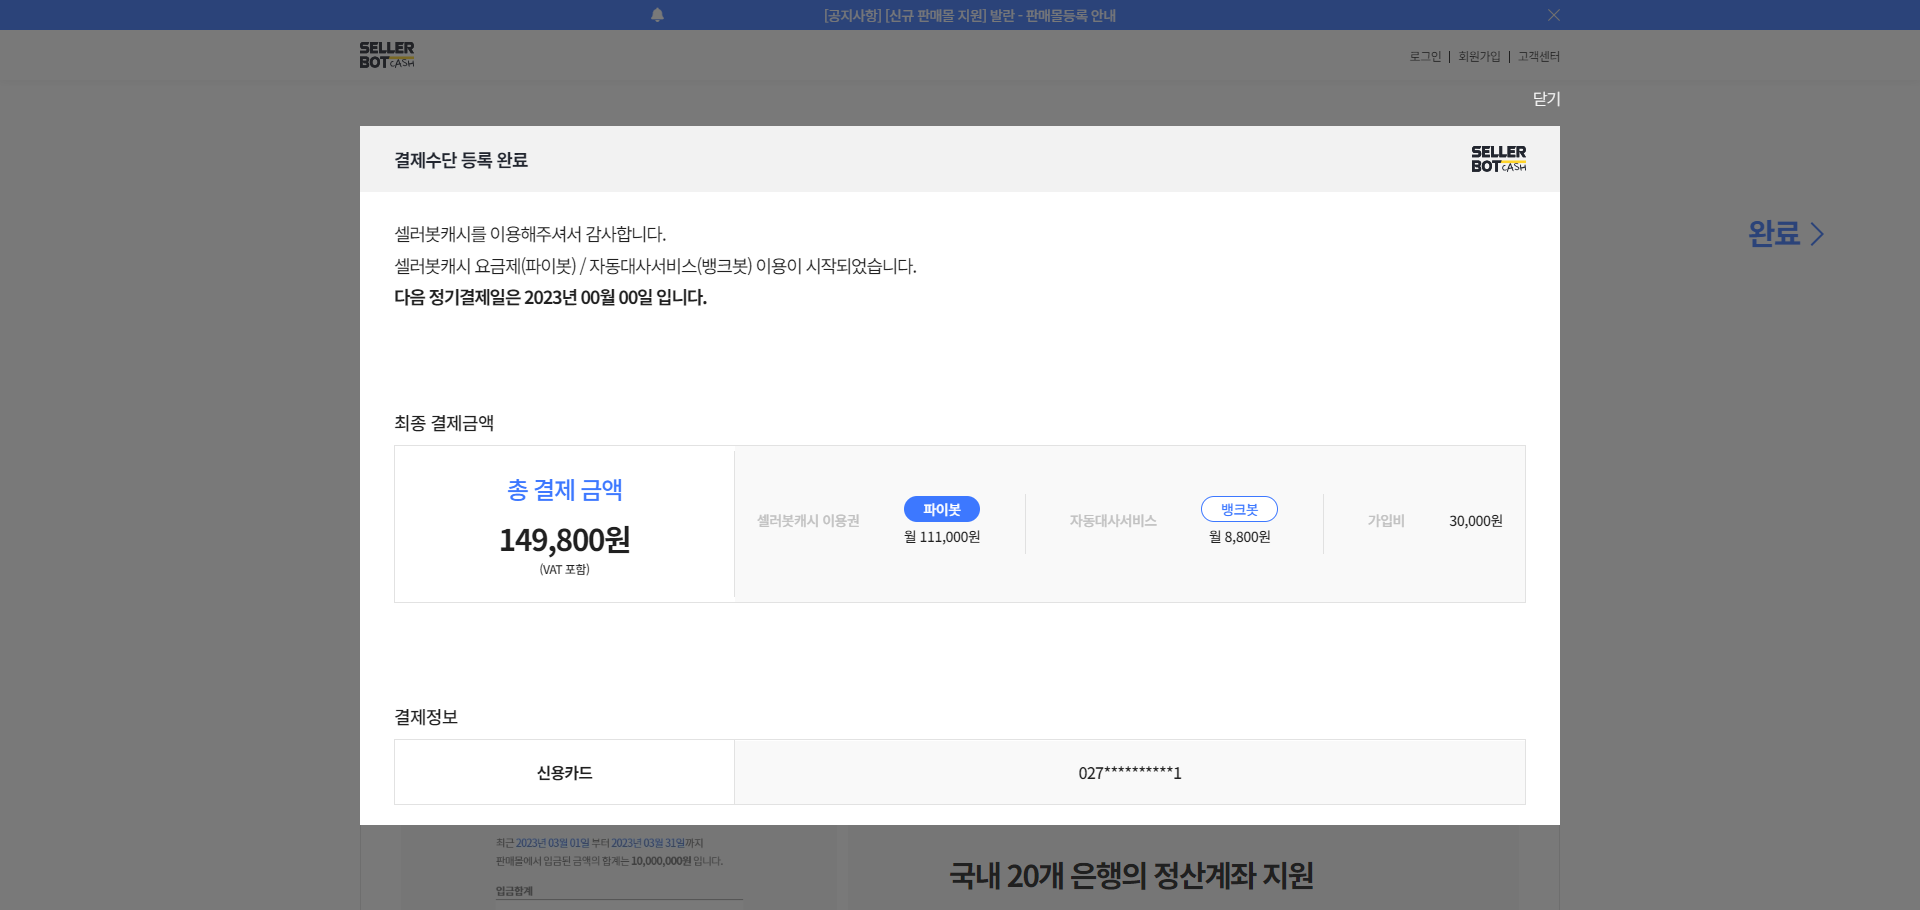 [공지사항] [신규 판매몰 지원] 발란 - 판매몰등록 안내
SELLER
BOT CASH
로그인 | 회원가입 | 고객센터
닫기
결제수단 등록 완료
SELLER
BOT CASH
셀러봇캐시를 이용해주셔서 감사합니다.
셀러봇캐시 요금제(파이봇) / 자동대사서비스(뱅크봇) 이용이 시작되었습니다.
다음 정기결제일은 2023년 00월 00일 입니다.
완료
최종 결제금액
총 결제 금액
149,800원
(VAT 포함)
셀러봇캐시 이용권
파이봇
월 111,000원
자동대사서비스
뱅크봇
월 8,800원
가입비
30,000원
결제정보
신용카드
027**********1
최근 2023년 03월 01일 부터 2023년 03월 31일까지
판매몰에서 입금된 금액의 합계는 10,000,000원 입니다.
입금합계
국내 20개 은행의 정산계좌 지원